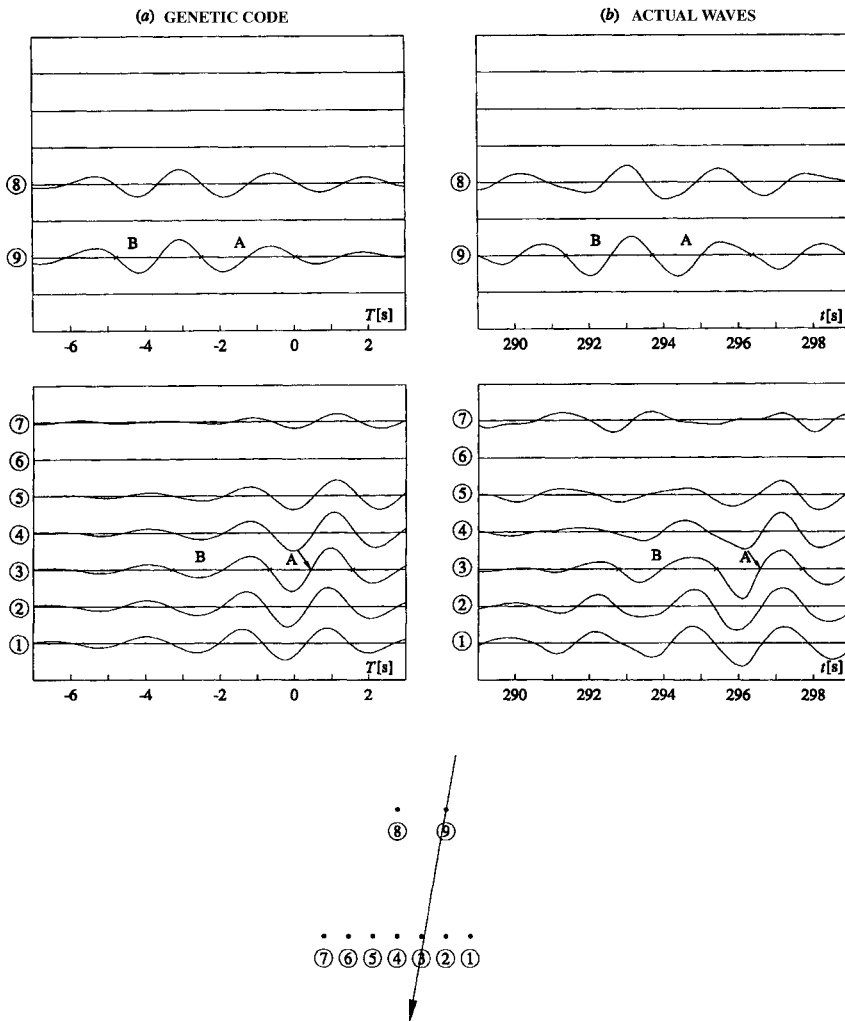 (a) GENETIC CODE
(b) ACTUAL WAVES
⑧
B A
⑨
T[s]
-6 -4 -2 0 2
⑧
B A
⑨
t[s]
290 292 294 296 298
⑦
⑥
⑤
④
B A
③
②
①
T[s]
-6 -4 -2 0 2
⑦
⑥
⑤
④
B A
③
②
①
t[s]
290 292 294 296 298
⑧ ⑨
⑦ ⑥ ⑤ ④ ③ ② ①